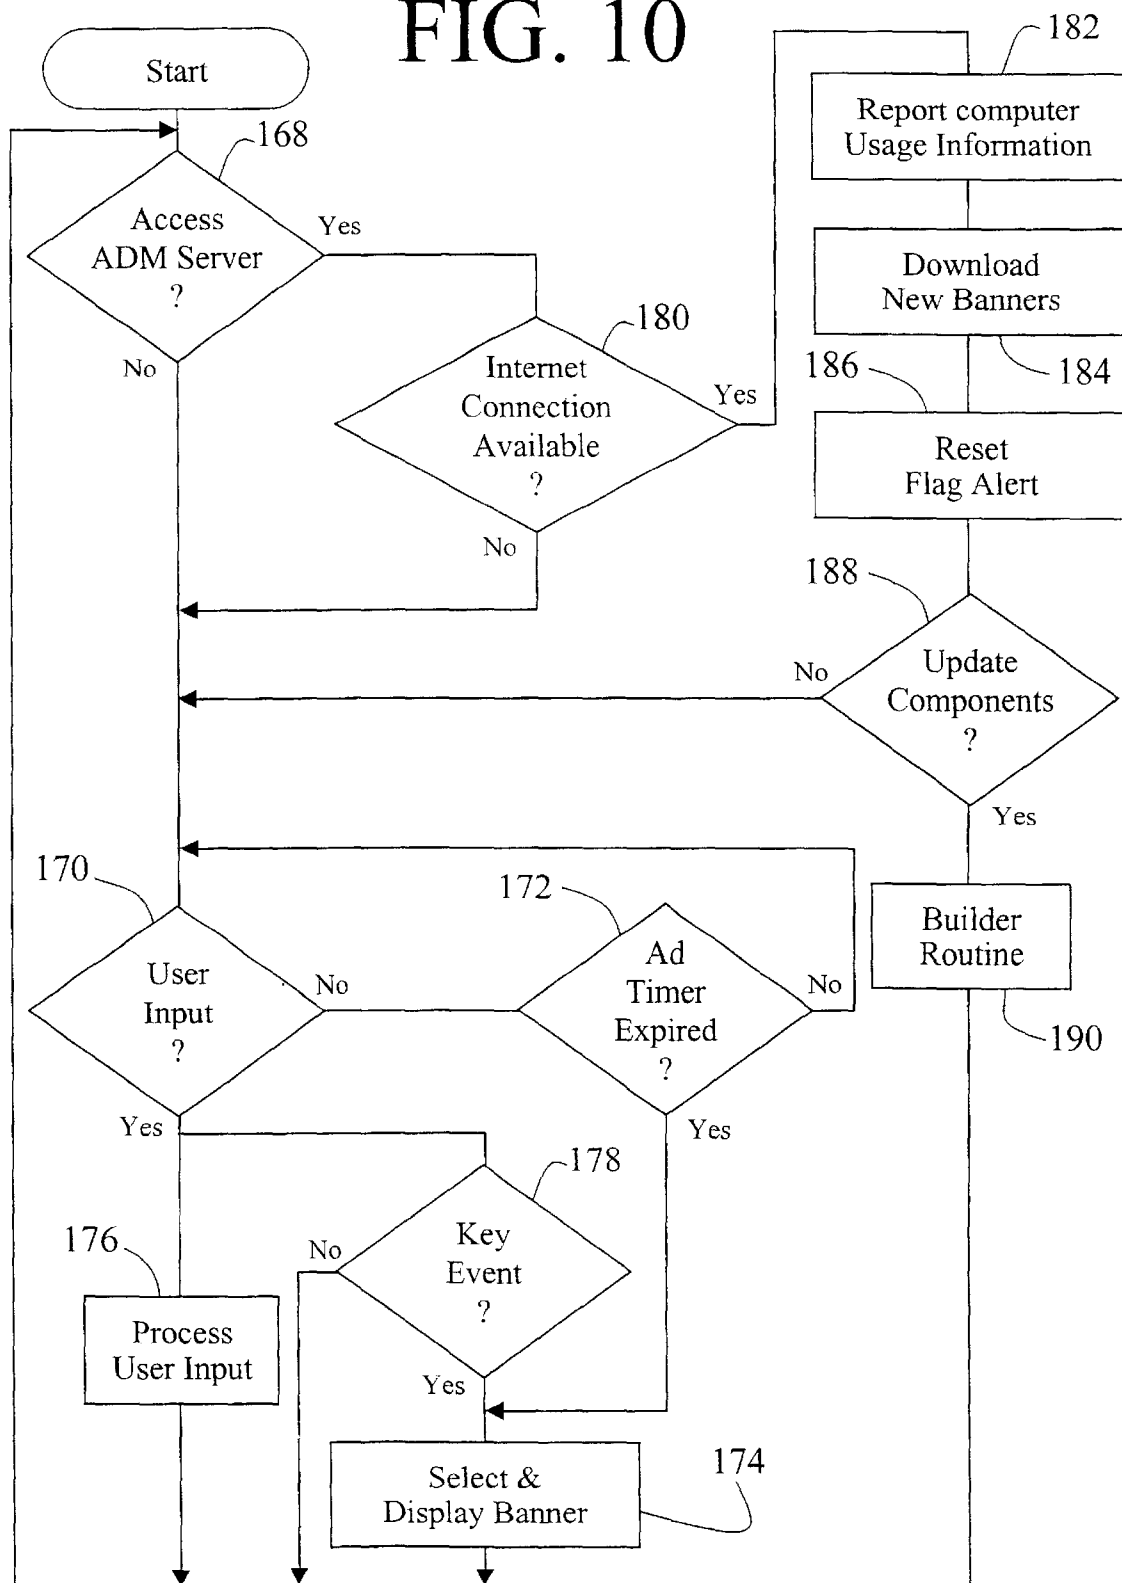 FIG. 10
Start
168
Access
ADM Server
?
Yes
No
180
Internet
Connection
Available
?
Yes
No
182
Report computer
Usage Information
Download
New Banners
184
186
Reset
Flag Alert
188
Update
Components
?
No
Yes
Builder
Routine
190
170
User
Input
?
No
Yes
172
Ad
Timer
Expired
?
No
Yes
178
Key
Event
?
No
Yes
176
Process
User Input
Select &
Display Banner
174